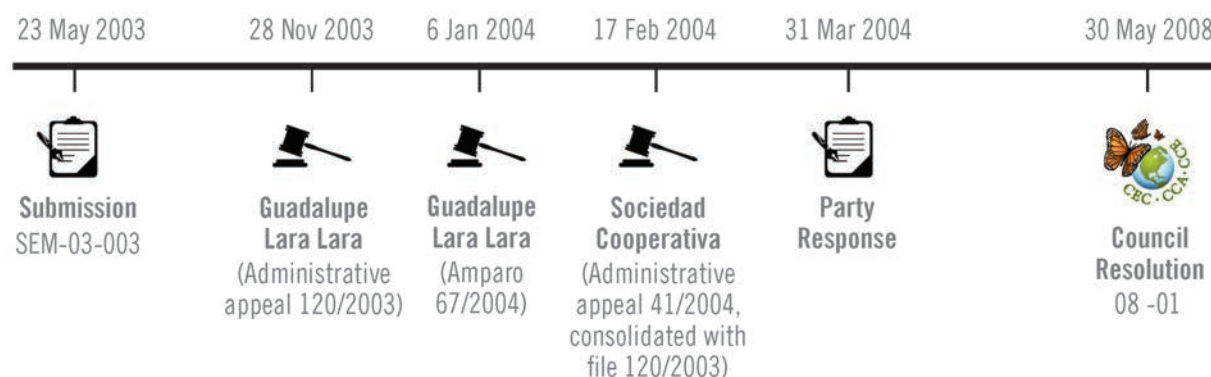 23 May 2003
28 Nov 2003
6 Jan 2004
17 Feb 2004
31 Mar 2004
30 May 2008
Submission
SEM-03-003
Guadalupe
Lara Lara
(Administrative
appeal 120/2003)
Guadalupe
Lara Lara
(Amparo
67/2004)
Sociedad
Cooperativa
(Administrative
appeal 41/2004,
consolidated with
file 120/2003)
Party
Response
CEC · CCA · CCE
Council
Resolution
08 -01